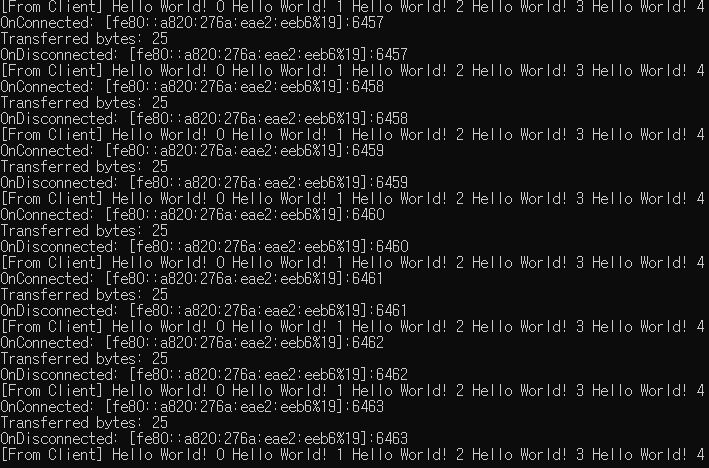 [From Client] Hello World! 0 Hello World! 1 Hello World! 2 Hello World! 3 Hello World! 4
OnConnected: [fe80::a820:276a:eae2:eeb6%19]:6457
Transferred bytes: 25
OnDisconnected: [fe80::a820:276a:eae2:eeb6%19]:6457
[From Client] Hello World! 0 Hello World! 1 Hello World! 2 Hello World! 3 Hello World! 4
OnConnected: [fe80::a820:276a:eae2:eeb6%19]:6458
Transferred bytes: 25
OnDisconnected: [fe80::a820:276a:eae2:eeb6%19]:6458
[From Client] Hello World! 0 Hello World! 1 Hello World! 2 Hello World! 3 Hello World! 4
OnConnected: [fe80::a820:276a:eae2:eeb6%19]:6459
Transferred bytes: 25
OnDisconnected: [fe80::a820:276a:eae2:eeb6%19]:6459
[From Client] Hello World! 0 Hello World! 1 Hello World! 2 Hello World! 3 Hello World! 4
OnConnected: [fe80::a820:276a:eae2:eeb6%19]:6460
Transferred bytes: 25
OnDisconnected: [fe80::a820:276a:eae2:eeb6%19]:6460
[From Client] Hello World! 0 Hello World! 1 Hello World! 2 Hello World! 3 Hello World! 4
OnConnected: [fe80::a820:276a:eae2:eeb6%19]:6461
Transferred bytes: 25
OnDisconnected: [fe80::a820:276a:eae2:eeb6%19]:6461
[From Client] Hello World! 0 Hello World! 1 Hello World! 2 Hello World! 3 Hello World! 4
OnConnected: [fe80::a820:276a:eae2:eeb6%19]:6462
Transferred bytes: 25
OnDisconnected: [fe80::a820:276a:eae2:eeb6%19]:6462
[From Client] Hello World! 0 Hello World! 1 Hello World! 2 Hello World! 3 Hello World! 4
OnConnected: [fe80::a820:276a:eae2:eeb6%19]:6463
Transferred bytes: 25
OnDisconnected: [fe80::a820:276a:eae2:eeb6%19]:6463
[From Client] Hello World! 0 Hello World! 1 Hello World! 2 Hello World! 3 Hello World! 4